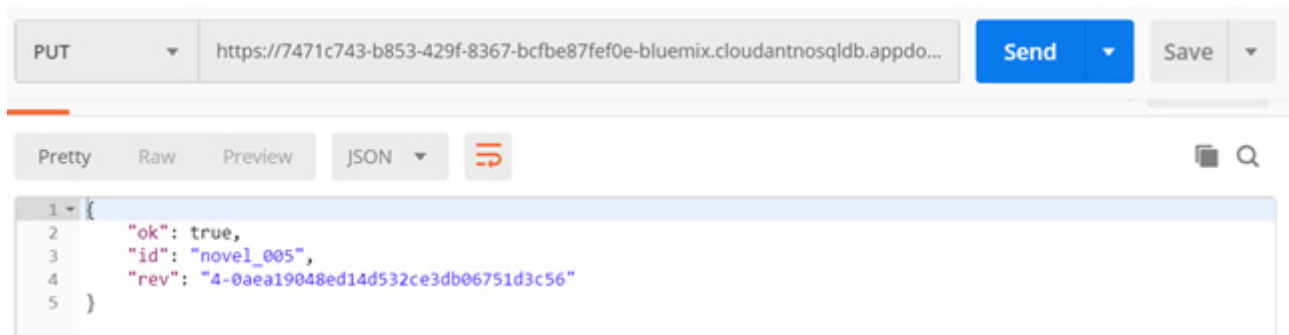 PUT https://7471c743-b853-429f-8367-bcfbe87fef0e-bluemix.cloudantnosqldb.appdo... Send Save
Pretty Raw Preview JSON
1 {
2 "ok": true,
3 "id": "novel_005",
4 "rev": "4-0aea19048ed14d532ce3db06751d3c56"
5 }